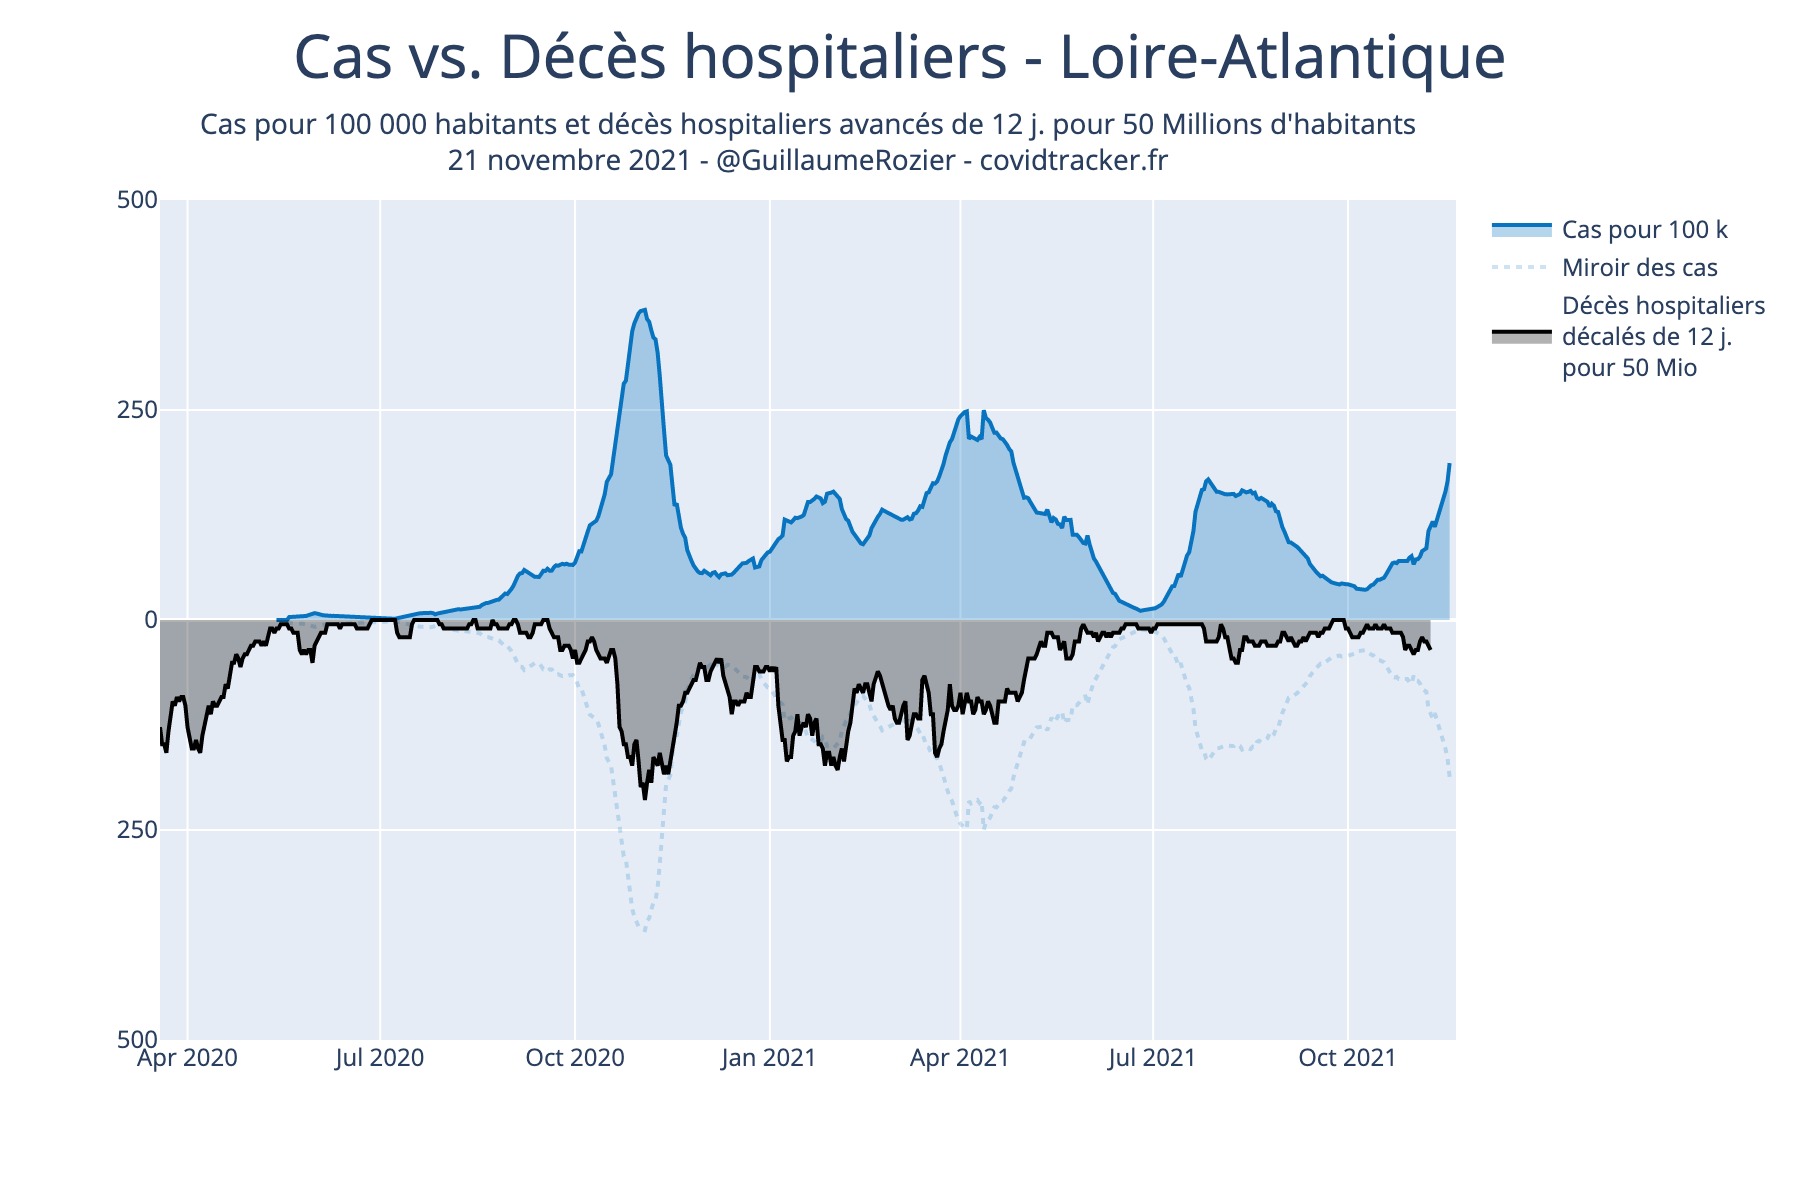 Cas vs. Décès hospitaliers - Loire-Atlantique
Cas pour 100 000 habitants et décès hospitaliers avancés de 12 j. pour 50 Millions d'habitants
21 novembre 2021 - @GuillaumeRozier - covidtracker.fr
500
250
0
250
500
Apr 2020
Jul 2020
Oct 2020
Jan 2021
Apr 2021
Jul 2021
Oct 2021
Cas pour 100 k
Miroir des cas
Décès hospitaliers
décalés de 12 j.
pour 50 Mio